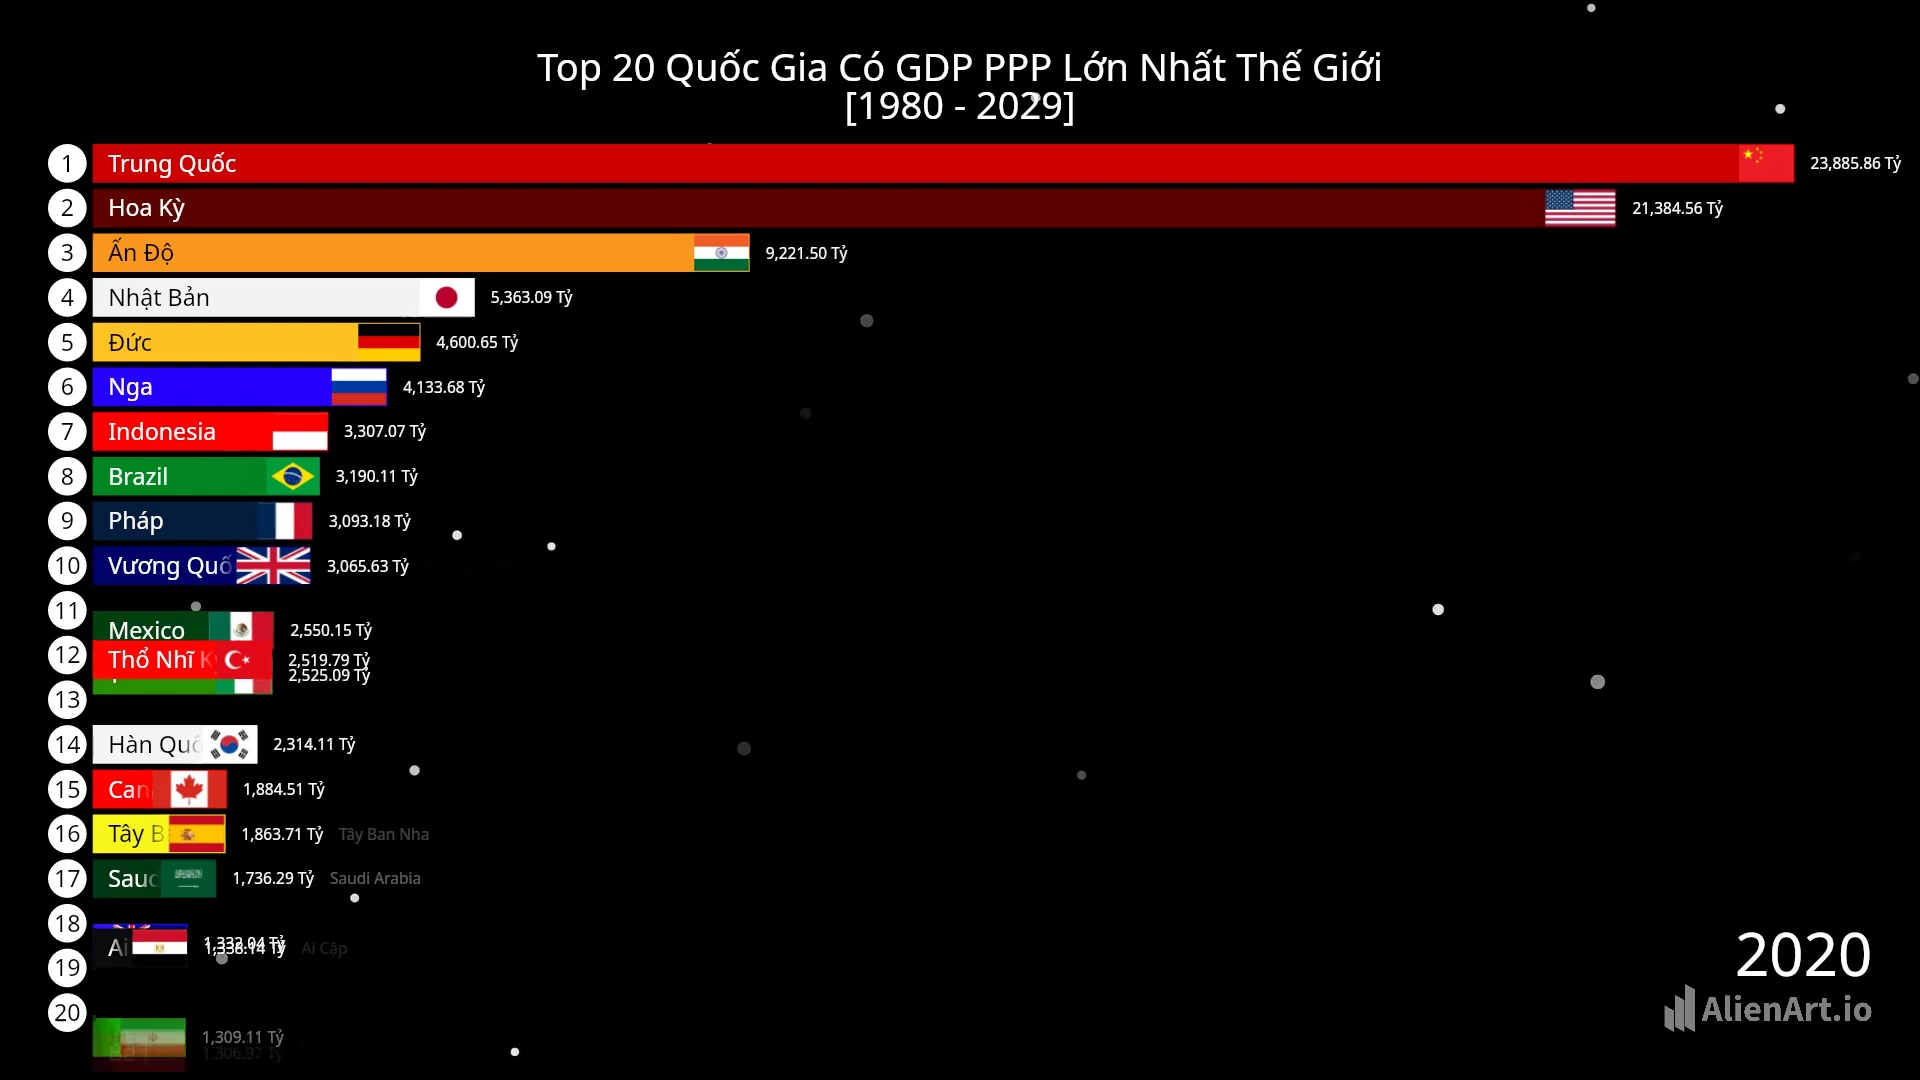 Top 20 Quốc Gia Có GDP PPP Lớn Nhất Thế Giới
[1980 - 2029]
1 Trung Quốc 23,885.86 Tỷ
2 Hoa Kỳ 21,384.56 Tỷ
3 Ấn Độ 9,221.50 Tỷ
4 Nhật Bản 5,363.09 Tỷ
5 Đức 4,600.65 Tỷ
6 Nga 4,133.68 Tỷ
7 Indonesia 3,307.07 Tỷ
8 Brazil 3,190.11 Tỷ
9 Pháp 3,093.18 Tỷ
10 Vương Quố 3,065.63 Tỷ
11
Mexico 2,550.15 Tỷ
12 Thổ Nhĩ K 2,519.79 Tỷ
2,525.09 Tỷ
13
14 Hàn Quố 2,314.11 Tỷ
15 Can 1,884.51 Tỷ
16 Tây B 1,863.71 Tỷ Tây Ban Nha
17 Saud 1,736.29 Tỷ Saudi Arabia
18
Ai Ai Cập
19
20
1,309.11 Tỷ
1,306.97 Tỷ
2020
AlienArt.io